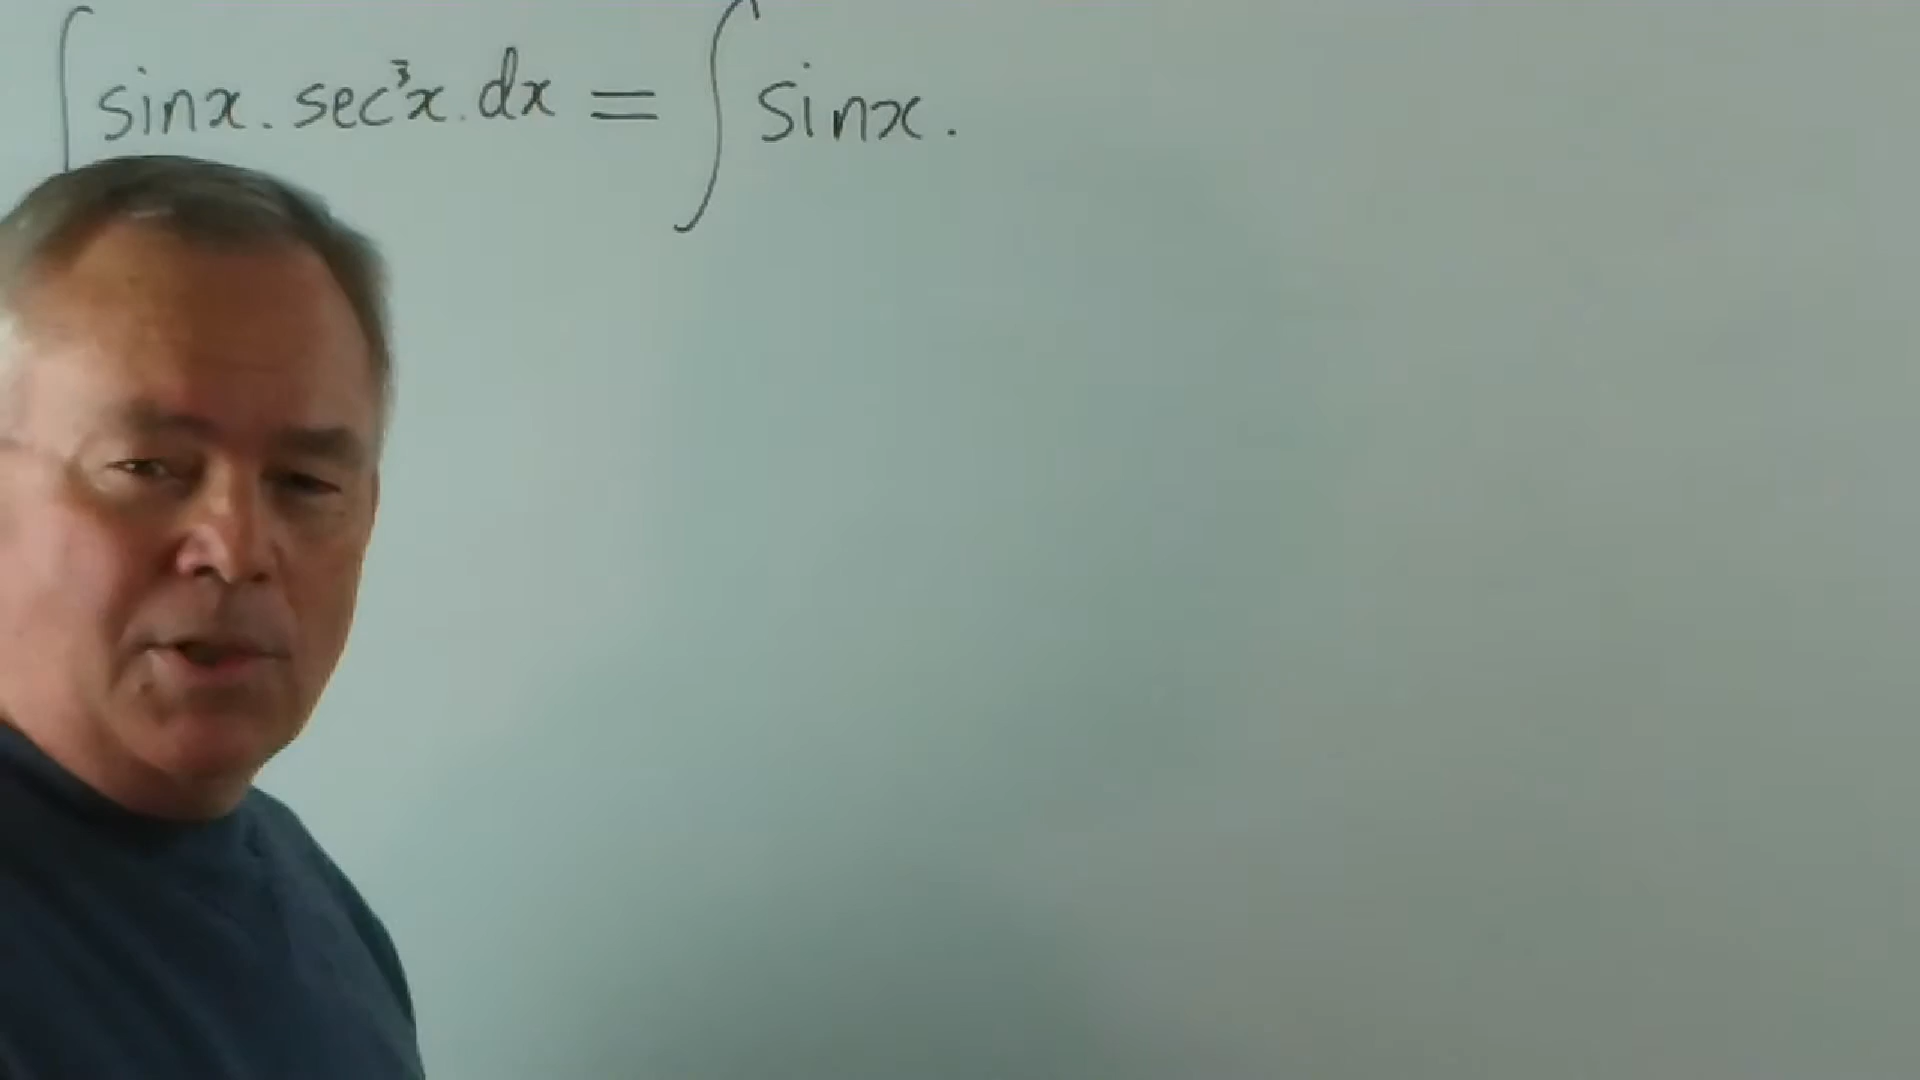 ∫ sinx. sec³x. dx = ∫ sinx.